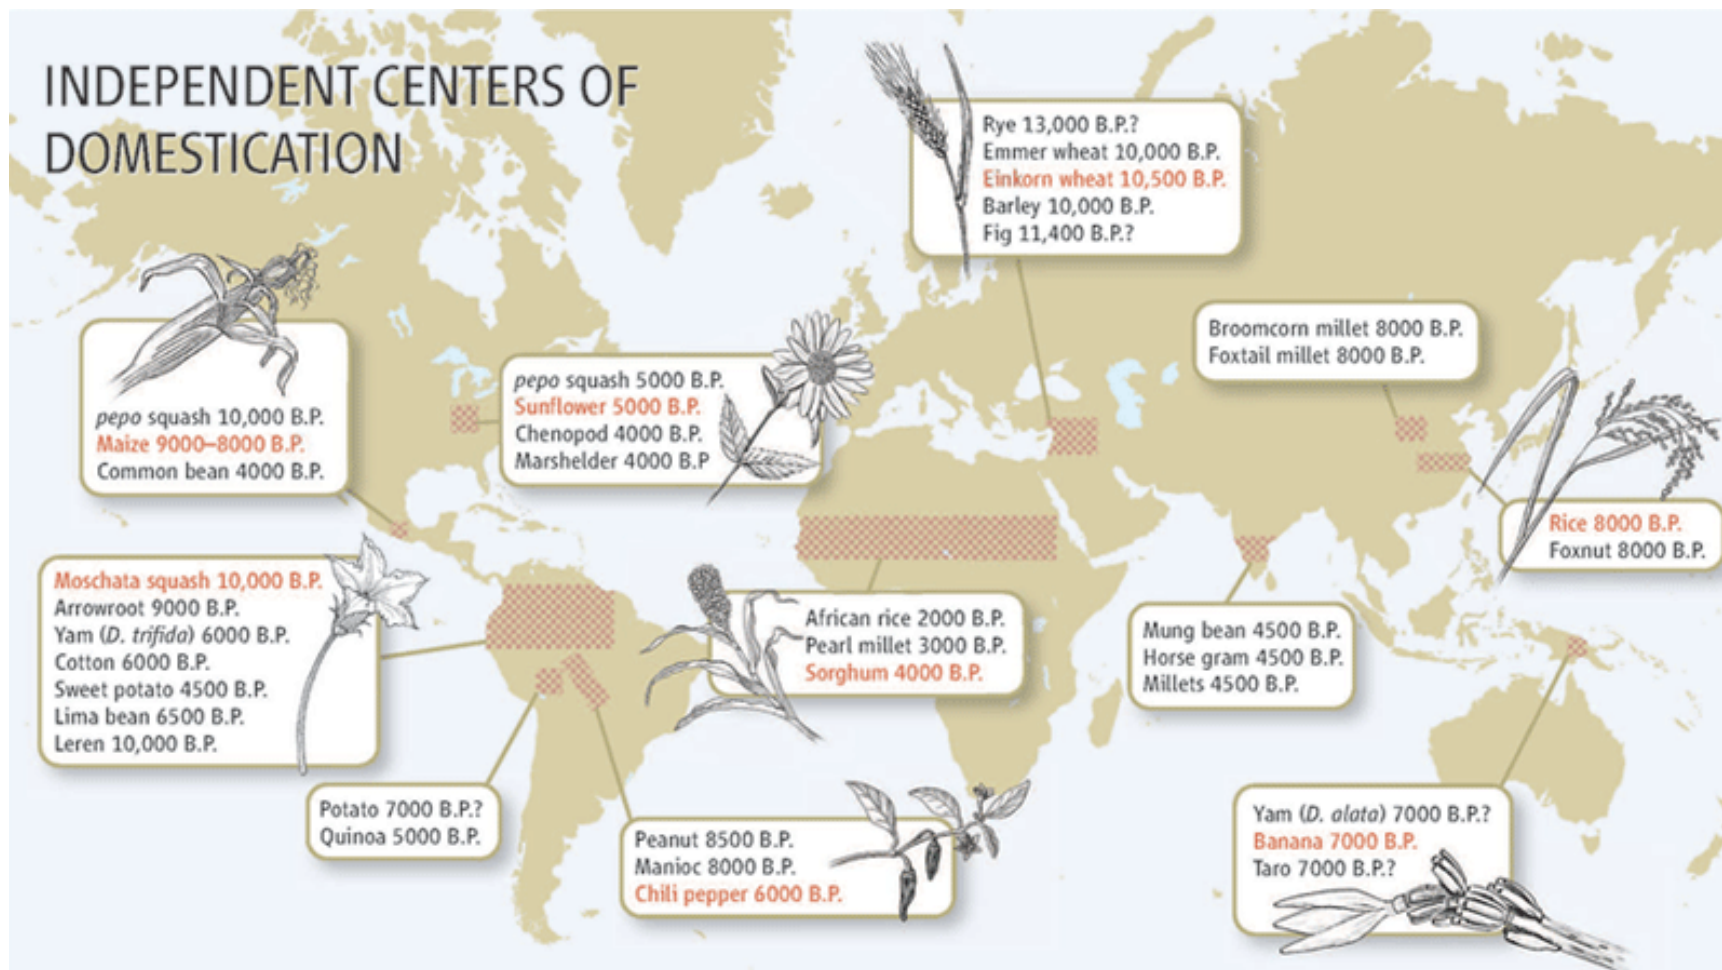 INDEPENDENT CENTERS OF
DOMESTICATION
Rye 13,000 B.P.?
Emmer wheat 10,000 B.P.
Einkorn wheat 10,500 B.P.
Barley 10,000 B.P.
Fig 11,400 B.P.?
pepo squash 10,000 B.P.
Maize 9000–8000 B.P.
Common bean 4000 B.P.
pepo squash 5000 B.P.
Sunflower 5000 B.P.
Chenopod 4000 B.P.
Marshelder 4000 B.P
Broomcorn millet 8000 B.P.
Foxtail millet 8000 B.P.
Rice 8000 B.P.
Foxnut 8000 B.P.
Moschata squash 10,000 B.P.
Arrowroot 9000 B.P.
Yam (D. trifida) 6000 B.P.
Cotton 6000 B.P.
Sweet potato 4500 B.P.
Lima bean 6500 B.P.
Leren 10,000 B.P.
African rice 2000 B.P.
Pearl millet 3000 B.P.
Sorghum 4000 B.P.
Mung bean 4500 B.P.
Horse gram 4500 B.P.
Millets 4500 B.P.
Potato 7000 B.P.?
Quinoa 5000 B.P.
Peanut 8500 B.P.
Manioc 8000 B.P.
Chili pepper 6000 B.P.
Yam (D. alata) 7000 B.P.?
Banana 7000 B.P.
Taro 7000 B.P.?